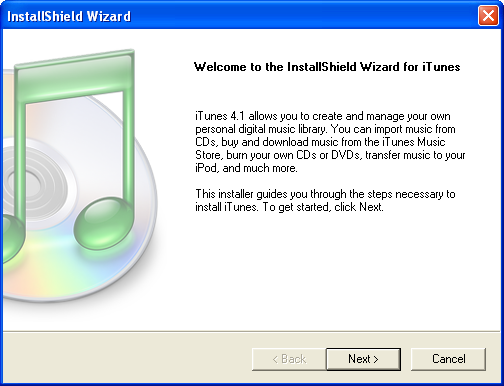 InstallShield Wizard
Welcome to the InstallShield Wizard for iTunes
iTunes 4.1 allows you to create and manage your own
personal digital music library. You can import music from
CDs, buy and download music from the iTunes Music
Store, burn your own CDs or DVDs, transfer music to your
iPod, and much more.
This installer guides you through the steps necessary to
install iTunes. To get started, click Next.
< Back
Next >
Cancel